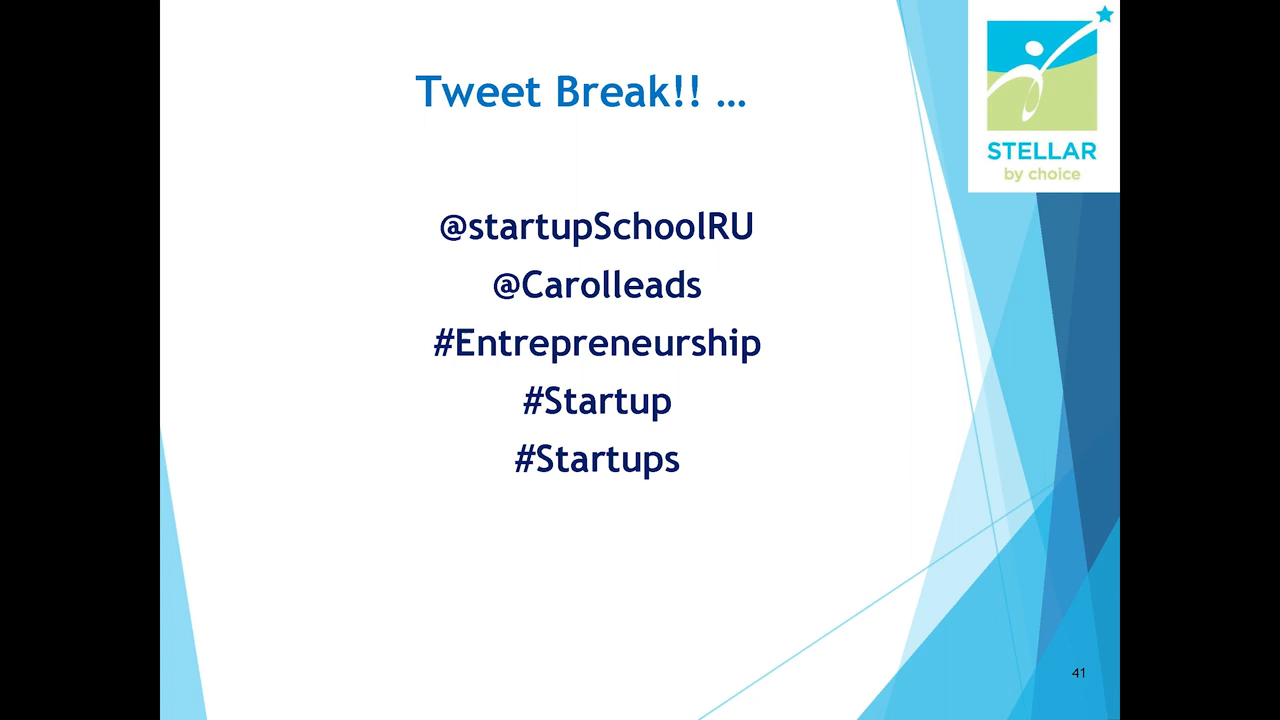 Tweet Break!! …
STELLAR
by choice
@startupSchoolRU
@Carolleads
#Entrepreneurship
#Startup
#Startups
41